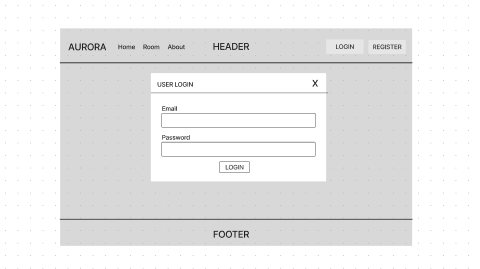 AURORA Home Room About HEADER LOGIN REGISTER
USER LOGIN X
Email
Password
LOGIN
FOOTER